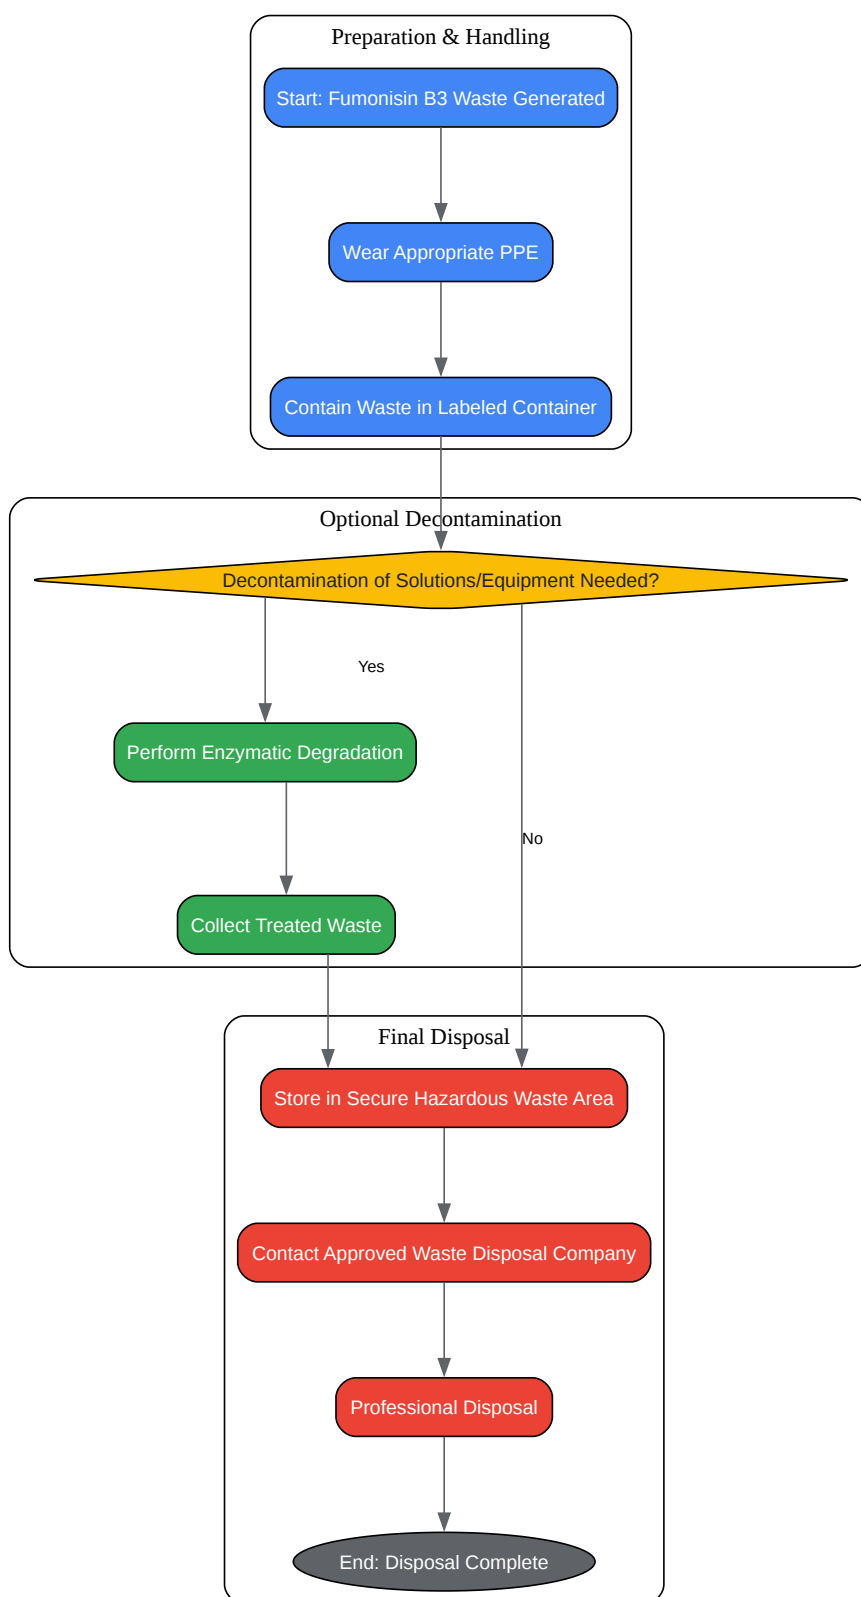 Preparation & Handling
Start: Fumonisin B3 Waste Generated
Wear Appropriate PPE
Contain Waste in Labeled Container
Optional Decontamination
Decontamination of Solutions/Equipment Needed?
Yes
Perform Enzymatic Degradation
No
Collect Treated Waste
Final Disposal
Store in Secure Hazardous Waste Area
Contact Approved Waste Disposal Company
Professional Disposal
End: Disposal Complete